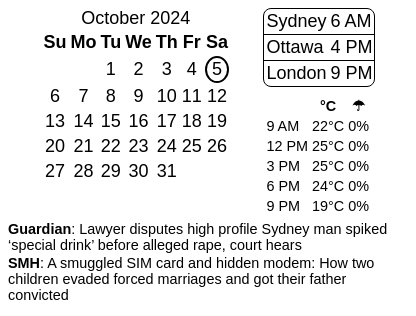 October 2024
Su Mo Tu We Th Fr Sa
1 2 3 4 5
6 7 8 9 10 11 12
13 14 15 16 17 18 19
20 21 22 23 24 25 26
27 28 29 30 31
Sydney 6 AM
Ottawa 4 PM
London 9 PM
°C ☂
9 AM 22°C 0%
12 PM 25°C 0%
3 PM 25°C 0%
6 PM 24°C 0%
9 PM 19°C 0%
Guardian: Lawyer disputes high profile Sydney man spiked
‘special drink’ before alleged rape, court hears
SMH: A smuggled SIM card and hidden modem: How two
children evaded forced marriages and got their father
convicted